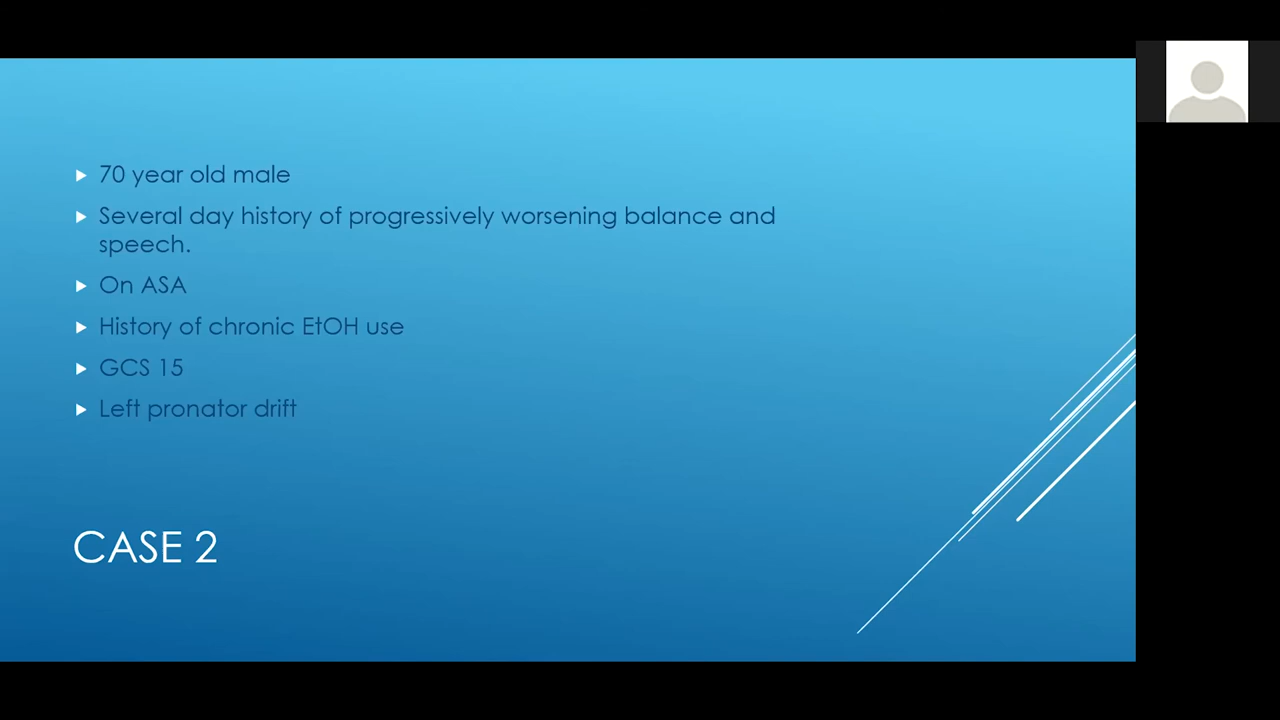 70 year old male
Several day history of progressively worsening balance and
speech.
On ASA
History of chronic EtOH use
GCS 15
Left pronator drift
CASE 2